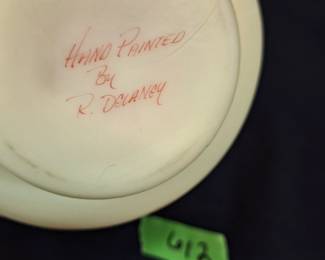 HAND PAINTED
By
R. DELANEY
612